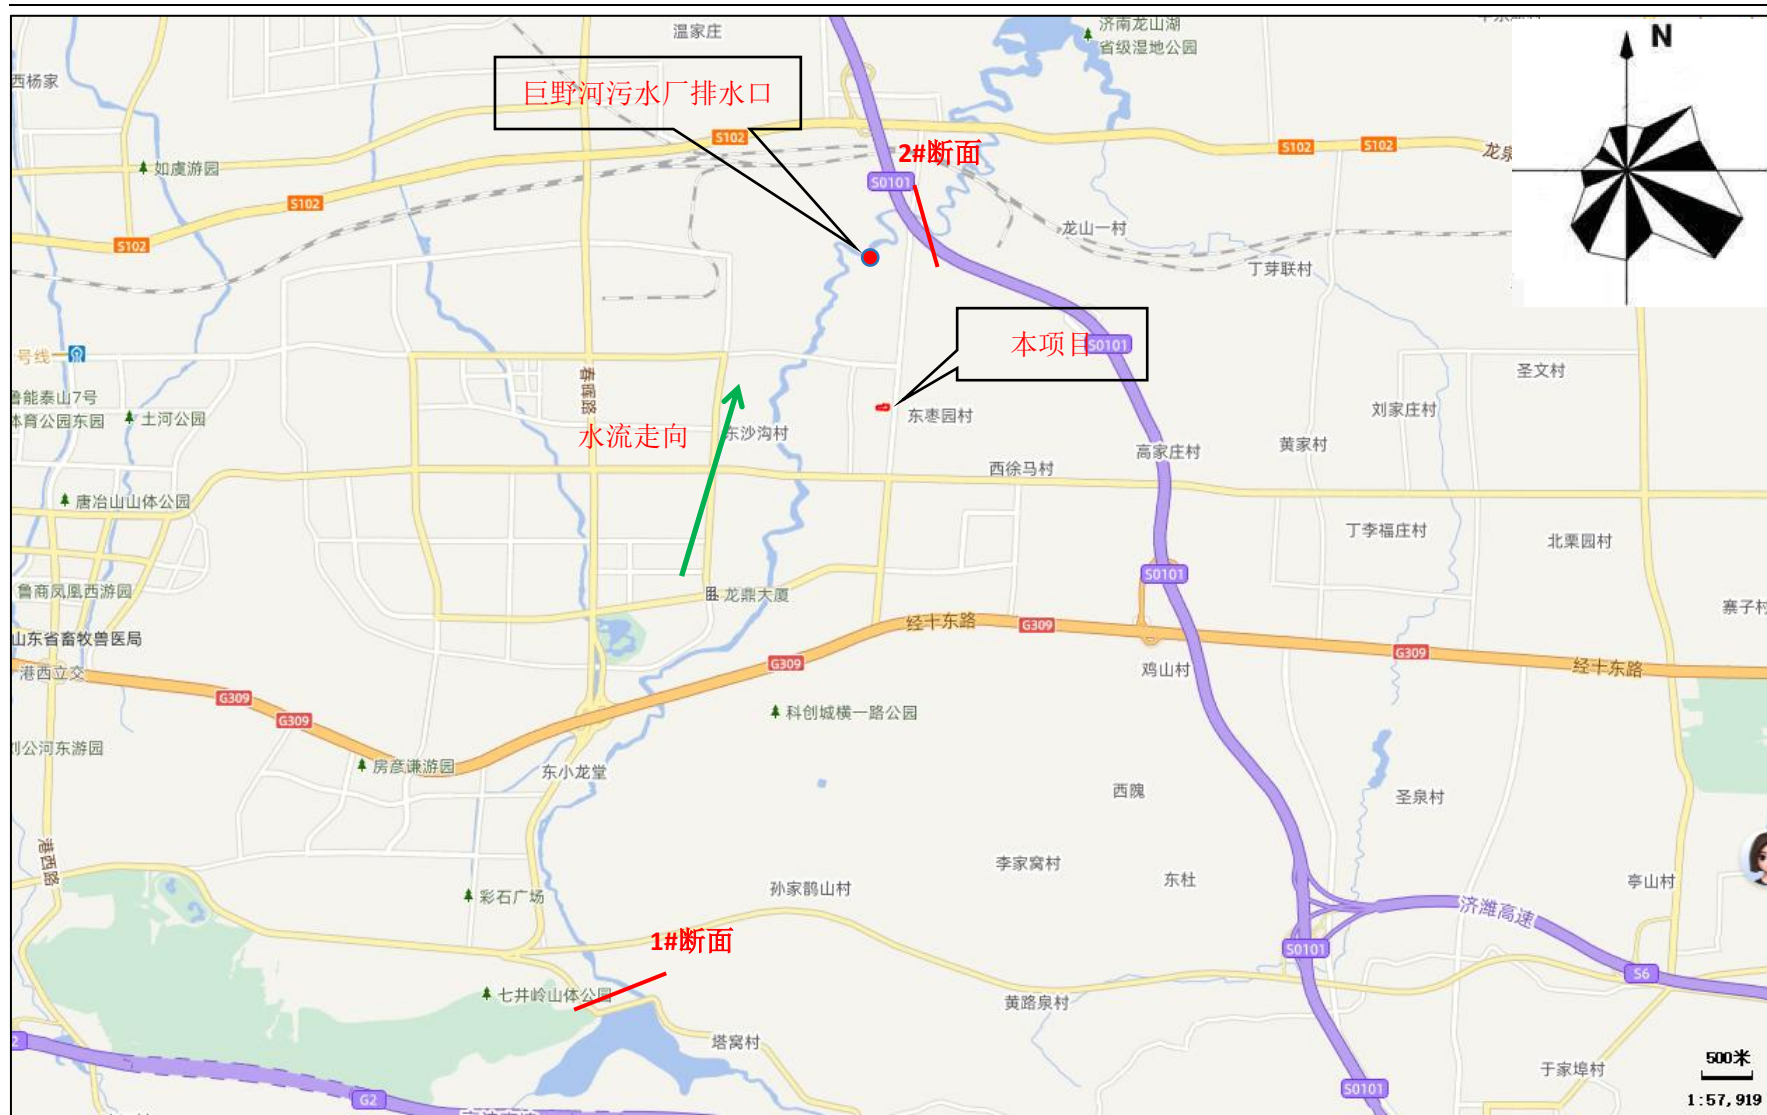 温家庄
济南龙山湖
省级湿地公园
N
西杨家
巨野河污水厂排水口
S102
2#断面
S102
S102
龙泉
如虞游园
S0101
S102
S102
龙山一村
丁芽联村
本项目
S0101
号线
春晖路
圣文村
鲁能泰山7号
体育公园东园
土河公园
水流走向
东沙沟村
东枣园村
刘家庄村
黄家村
高家庄村
西徐马村
唐冶山山体公园
丁李福庄村
北栗园村
S0101
鲁商凤凰西游园
龙鼎大厦
寨子村
山东省畜牧兽医局
经十东路
G309
G309
经十东路
港西立交
G309
鸡山村
G309
G309
科创城横一路公园
刘公河东游园
房彦谦游园
东小龙堂
西隗
圣泉村
港西路
李家窝村
东杜
孙家鹊山村
亭山村
彩石广场
济潍高速
1#断面
S0101
S6
七井岭山体公园
黄路泉村
塔窝村
2
500米
于家埠村
S0101
G2
1:57,919